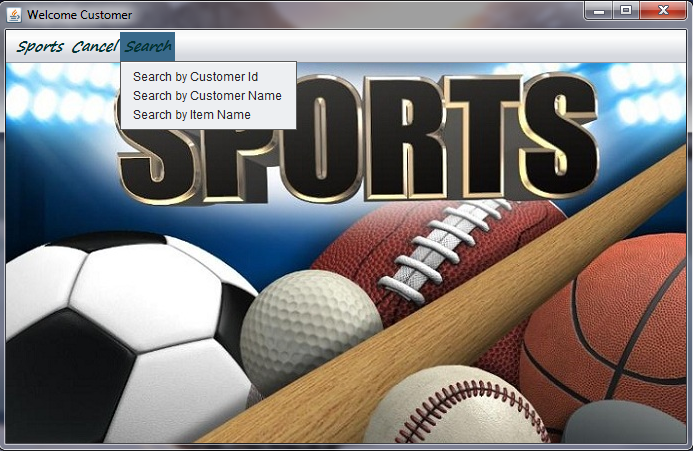 Welcome Customer
Sports Cancel Search
Search by Customer Id
Search by Customer Name
Search by Item Name
SPORTS